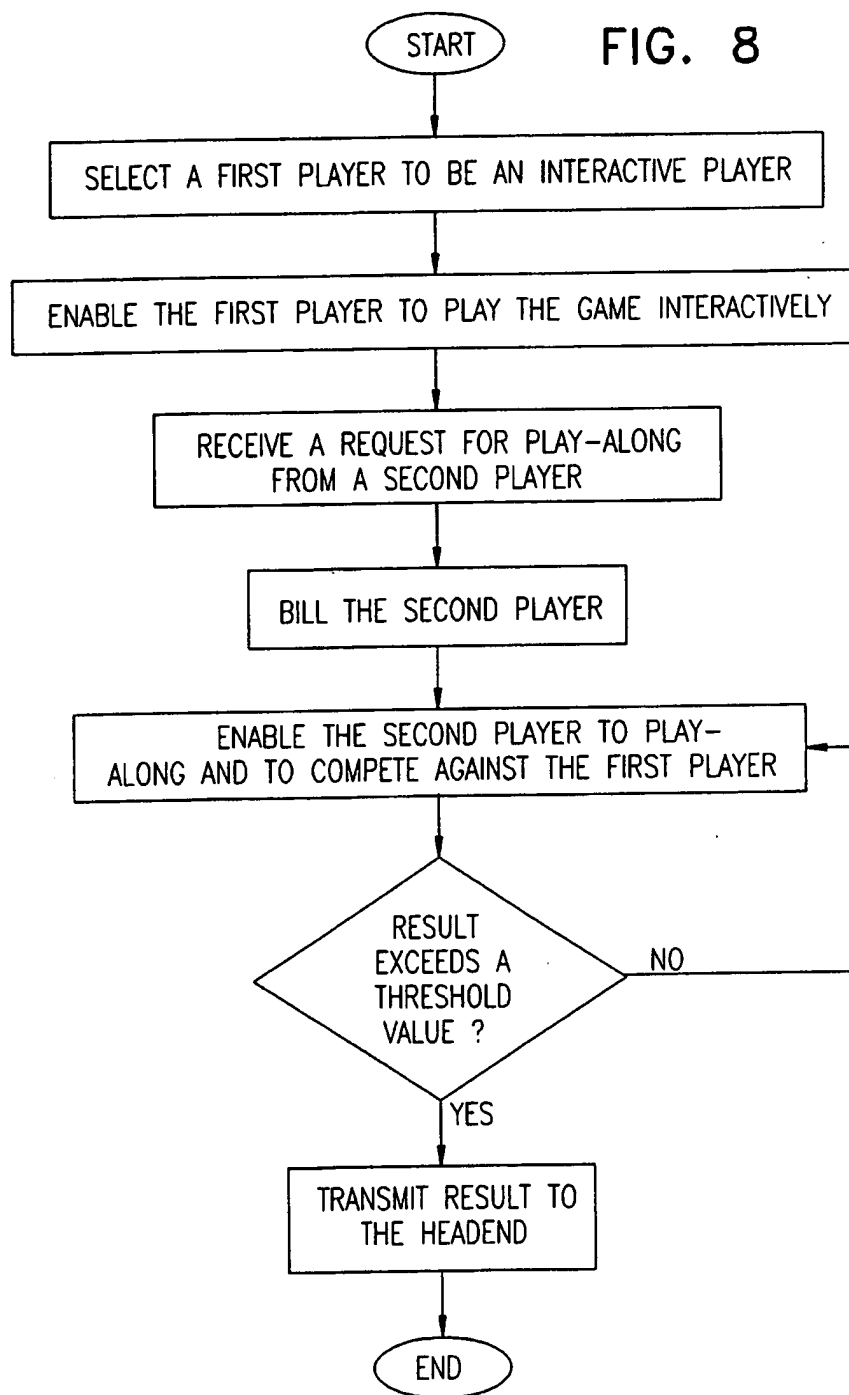 START
FIG. 8
SELECT A FIRST PLAYER TO BE AN INTERACTIVE PLAYER
ENABLE THE FIRST PLAYER TO PLAY THE GAME INTERACTIVELY
RECEIVE A REQUEST FOR PLAY-ALONG
FROM A SECOND PLAYER
BILL THE SECOND PLAYER
ENABLE THE SECOND PLAYER TO PLAY-
ALONG AND TO COMPETE AGAINST THE FIRST PLAYER
RESULT
EXCEEDS A
THRESHOLD
VALUE ?
NO
YES
TRANSMIT RESULT TO
THE HEADEND
END